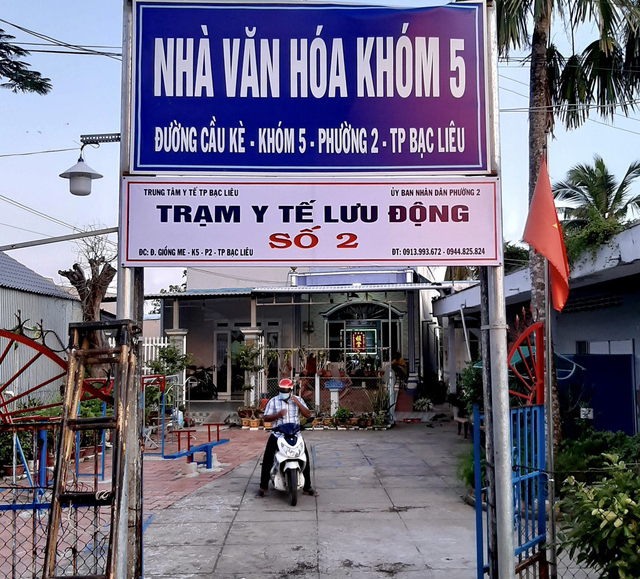 NHÀ VĂN HÓA KHÓM 5
ĐƯỜNG CẦU KÈ - KHÓM 5 - PHƯỜNG 2 - TP BẠC LIÊU
TRUNG TÂM Y TẾ TP BẠC LIÊU
ỦY BAN NHÂN DÂN PHƯỜNG 2
TRẠM Y TẾ LƯU ĐỘNG
SỐ 2
ĐC: Đ. GIỒNG ME - K5 - P2 - TP BẠC LIÊU
ĐT: 0913.993.672 - 0944.825.824